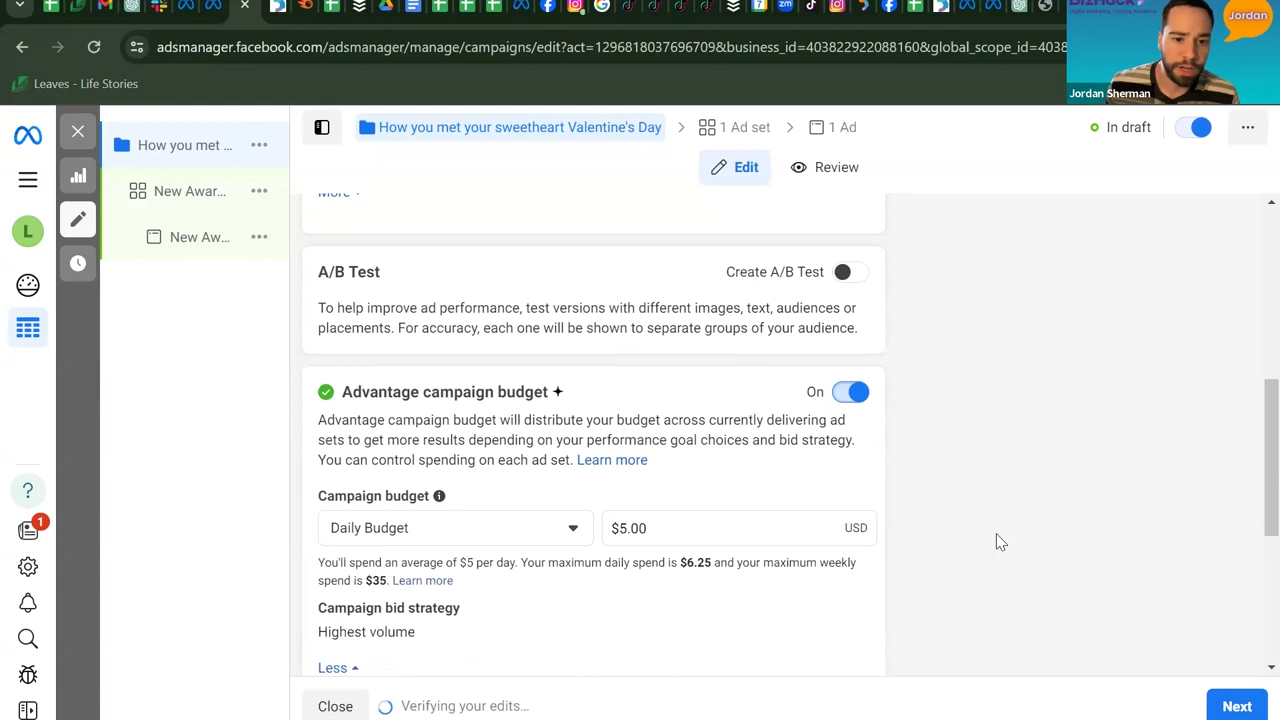 BizHack
Jordan
adsmanager.facebook.com/adsmanager/manage/campaigns/edit?act=1296818037696709&business_id=403822922088160&global_scope_id=4038
Leaves - Life Stories
Jordan Sherman
How you met your sweetheart Valentine's Day
1 Ad set
1 Ad
In draft
Edit
Review
How you met ...
New Awar...
New Aw...
L
1
More
A/B Test
Create A/B Test
To help improve ad performance, test versions with different images, text, audiences or
placements. For accuracy, each one will be shown to separate groups of your audience.
Advantage campaign budget
On
Advantage campaign budget will distribute your budget across currently delivering ad
sets to get more results depending on your performance goal choices and bid strategy.
You can control spending on each ad set. Learn more
Campaign budget
Daily Budget
$5.00
USD
You'll spend an average of $5 per day. Your maximum daily spend is $6.25 and your maximum weekly
spend is $35. Learn more
Campaign bid strategy
Highest volume
Less
Close
Verifying your edits...
Next